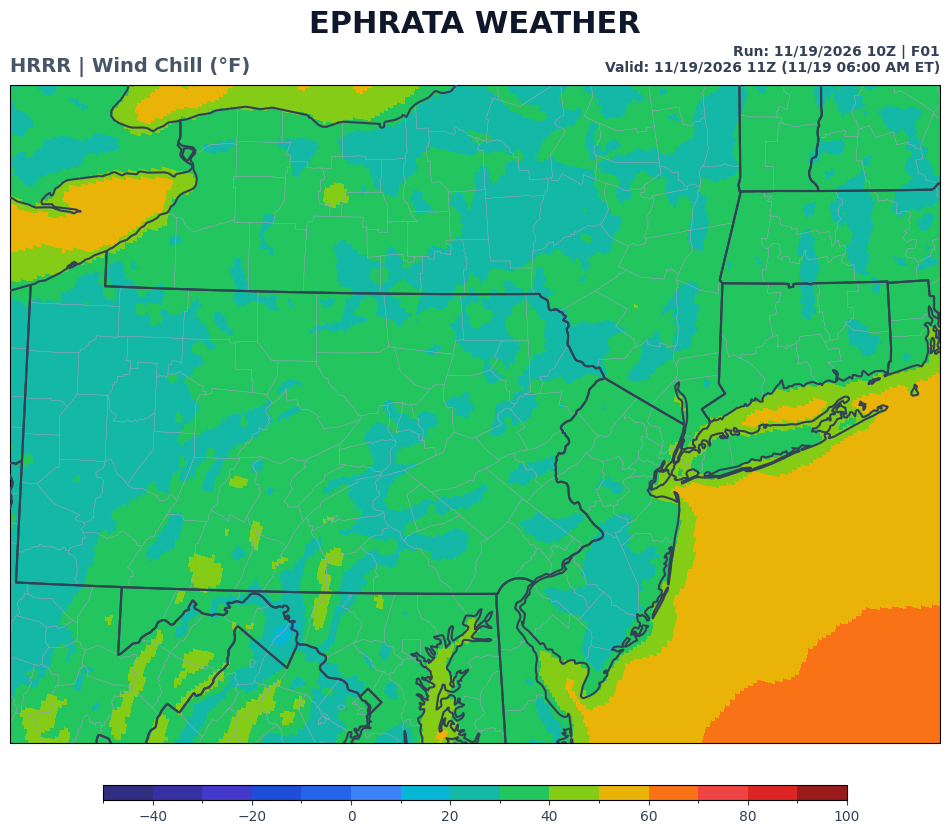 EPHRATA WEATHER
HRRR | Wind Chill (°F)
Run: 11/19/2026 10Z | F01
Valid: 11/19/2026 11Z (11/19 06:00 AM ET)
−40 −20 0 20 40 60 80 100